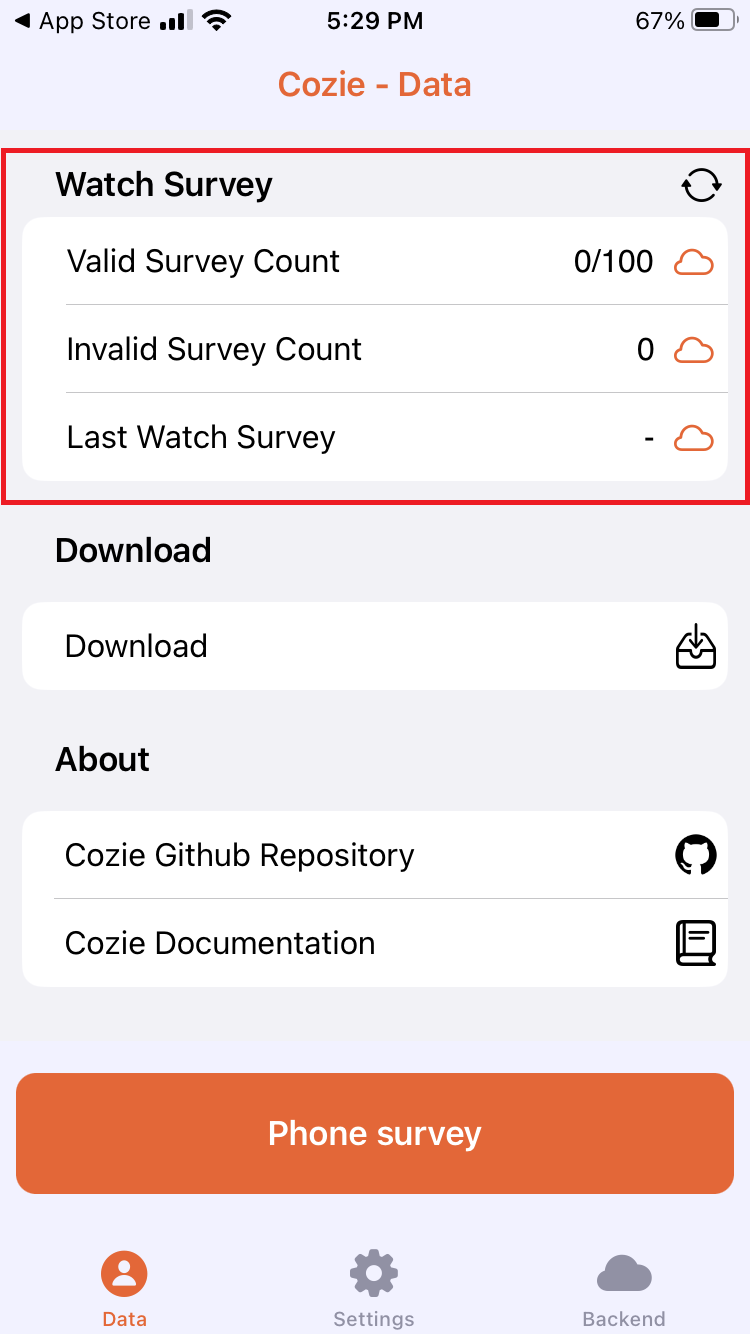 App Store 5:29 PM 67%
Cozie - Data
Watch Survey
Valid Survey Count 0/100
Invalid Survey Count 0
Last Watch Survey -
Download
Download
About
Cozie Github Repository
Cozie Documentation
Phone survey
Data Settings Backend